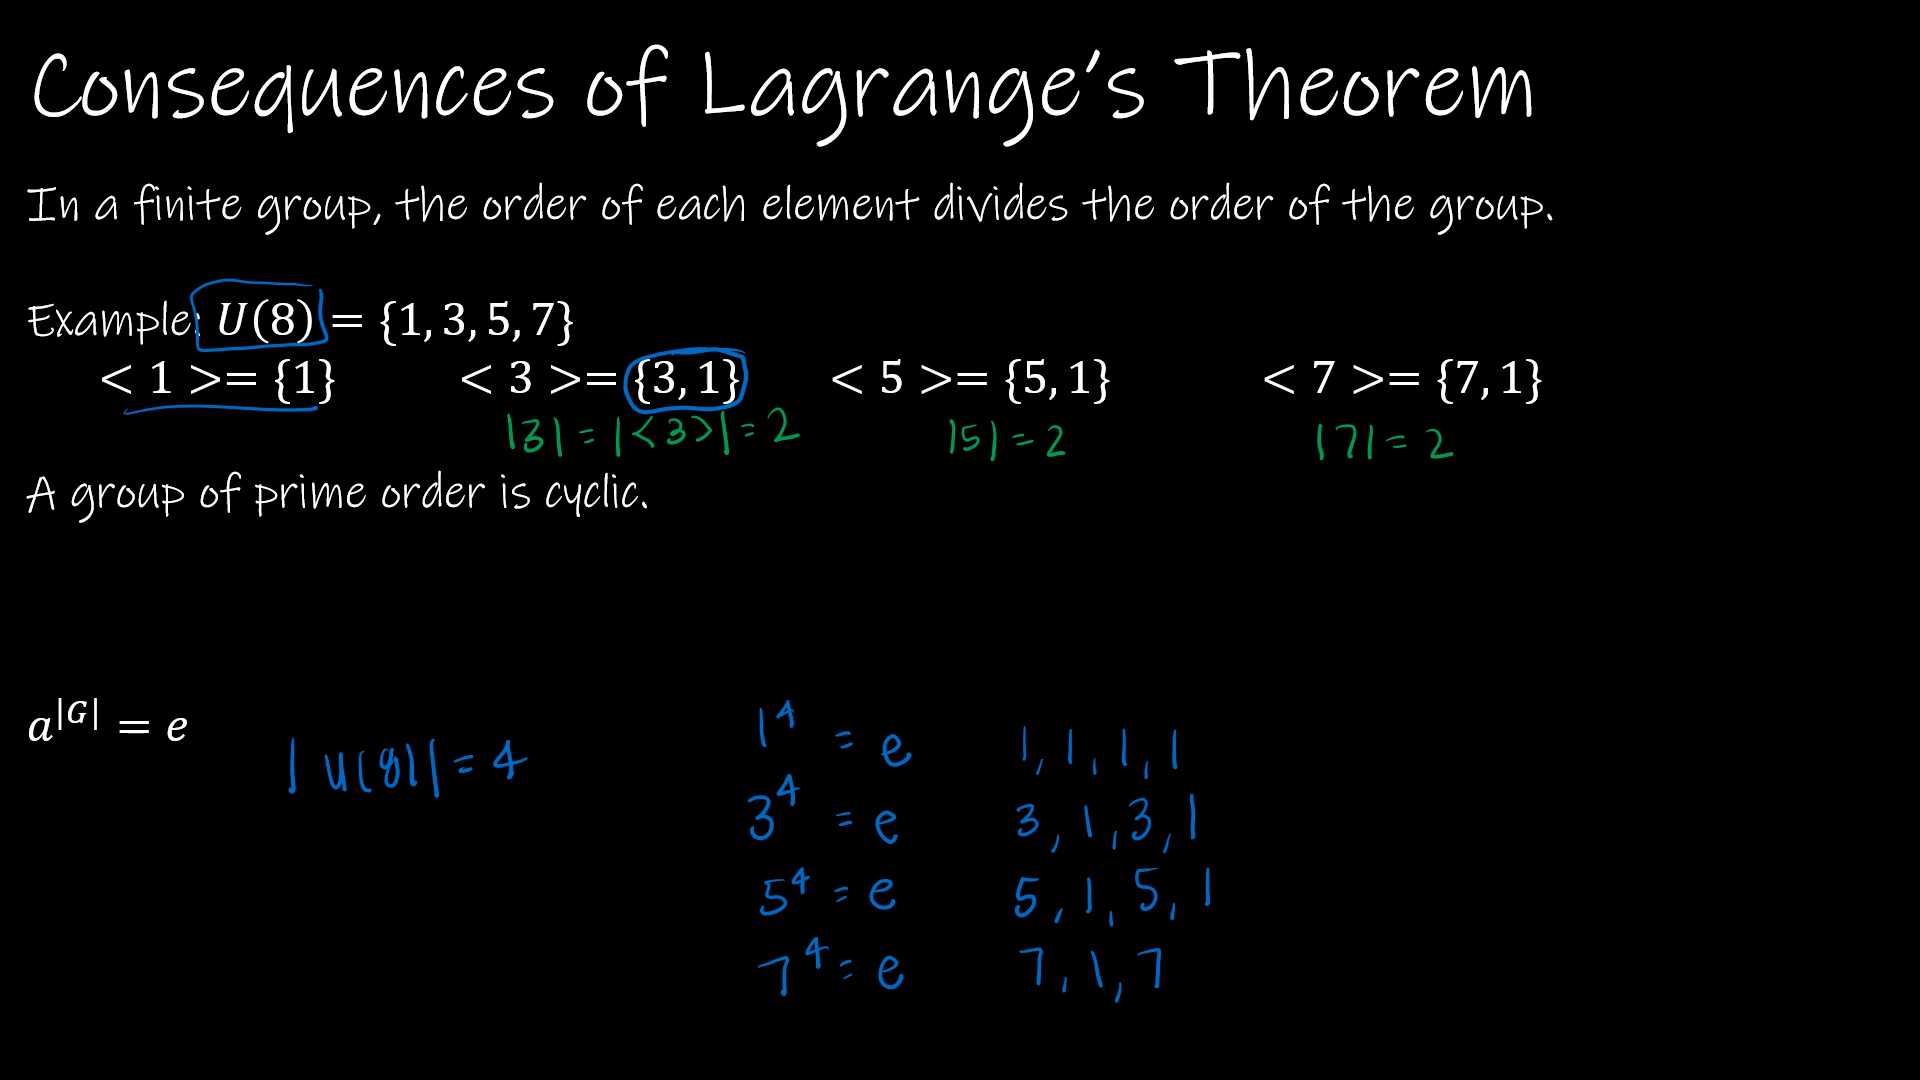 Consequences of Lagrange's Theorem
In a finite group, the order of each element divides the order of the group.
Example: U(8) = {1, 3, 5, 7}
< 1 >= {1} < 3 >= {3, 1} < 5 >= {5, 1} < 7 >= {7, 1}
|3| = |<3>| = 2 |5| = 2 |7| = 2
A group of prime order is cyclic.
a^|G| = e
|U(8)| = 4
1^4 = e 1, 1, 1, 1
3^4 = e 3, 1, 3, 1
5^4 = e 5, 1, 5, 1
7^4 = e 7, 1, 7